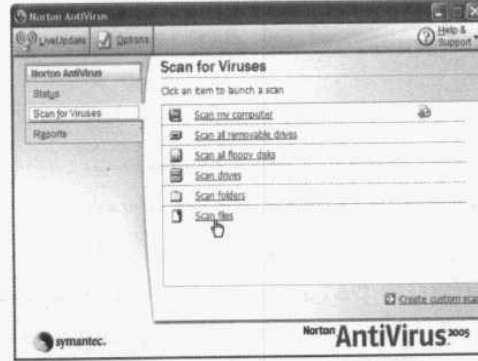 Norton AntiVirus
LiveUpdate Options Help & Support
Norton AntiVirus
Status
Scan for Viruses
Reports
Scan for Viruses
Click an item to launch a scan
Scan my computer
Scan all removable drives
Scan all floppy disks
Scan drives
Scan folders
Scan files
Create custom scan
symantec.
Norton AntiVirus 2005